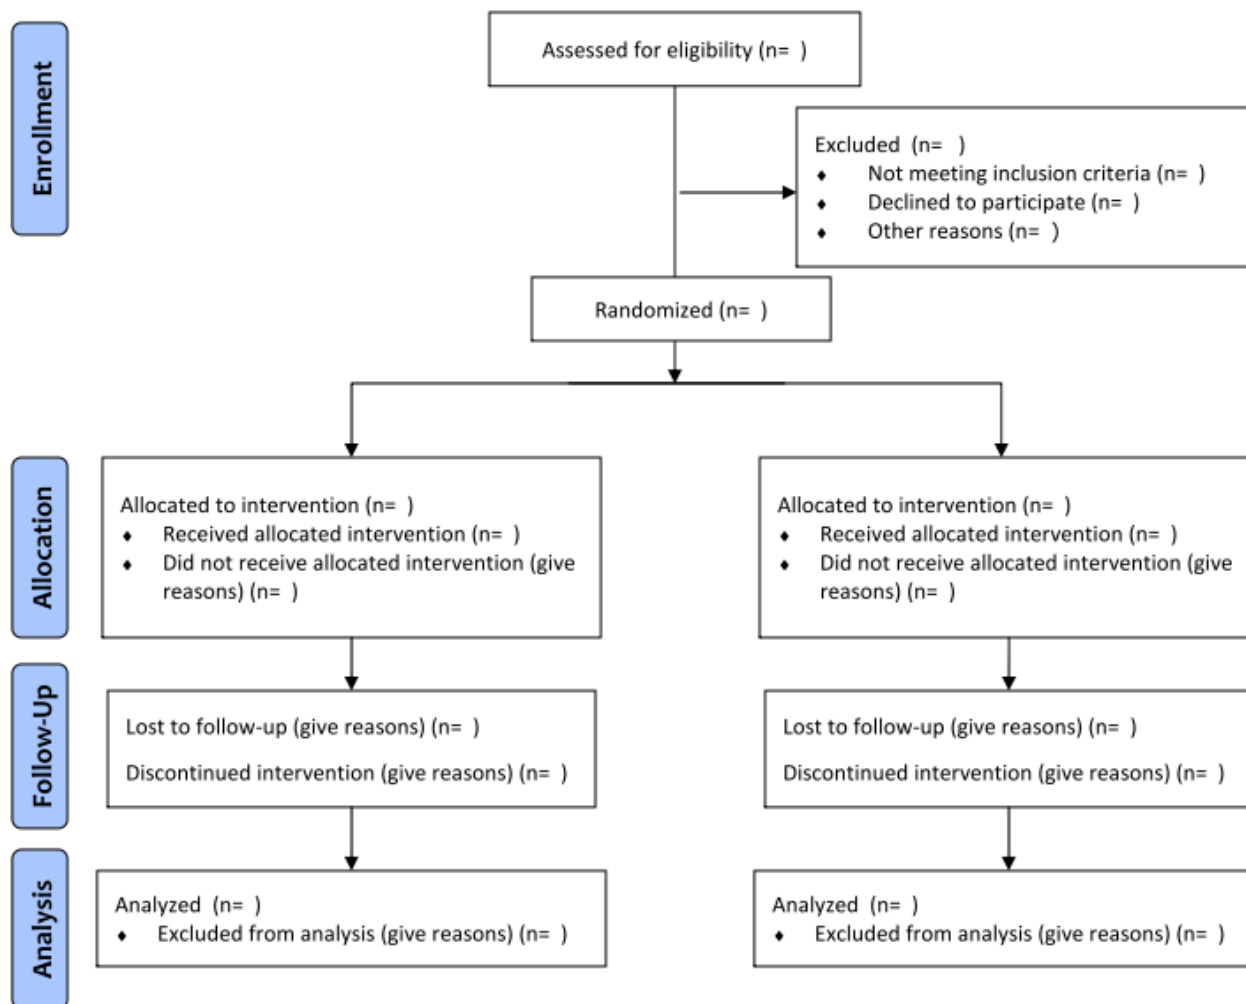 Enrollment
Assessed for eligibility (n= )
Excluded (n= )
♦ Not meeting inclusion criteria (n= )
♦ Declined to participate (n= )
♦ Other reasons (n= )
Randomized (n= )
Allocation
Allocated to intervention (n= )
♦ Received allocated intervention (n= )
♦ Did not receive allocated intervention (give
reasons) (n= )
Allocated to intervention (n= )
♦ Received allocated intervention (n= )
♦ Did not receive allocated intervention (give
reasons) (n= )
Follow-Up
Lost to follow-up (give reasons) (n= )
Discontinued intervention (give reasons) (n= )
Lost to follow-up (give reasons) (n= )
Discontinued intervention (give reasons) (n= )
Analysis
Analyzed (n= )
♦ Excluded from analysis (give reasons) (n= )
Analyzed (n= )
♦ Excluded from analysis (give reasons) (n= )